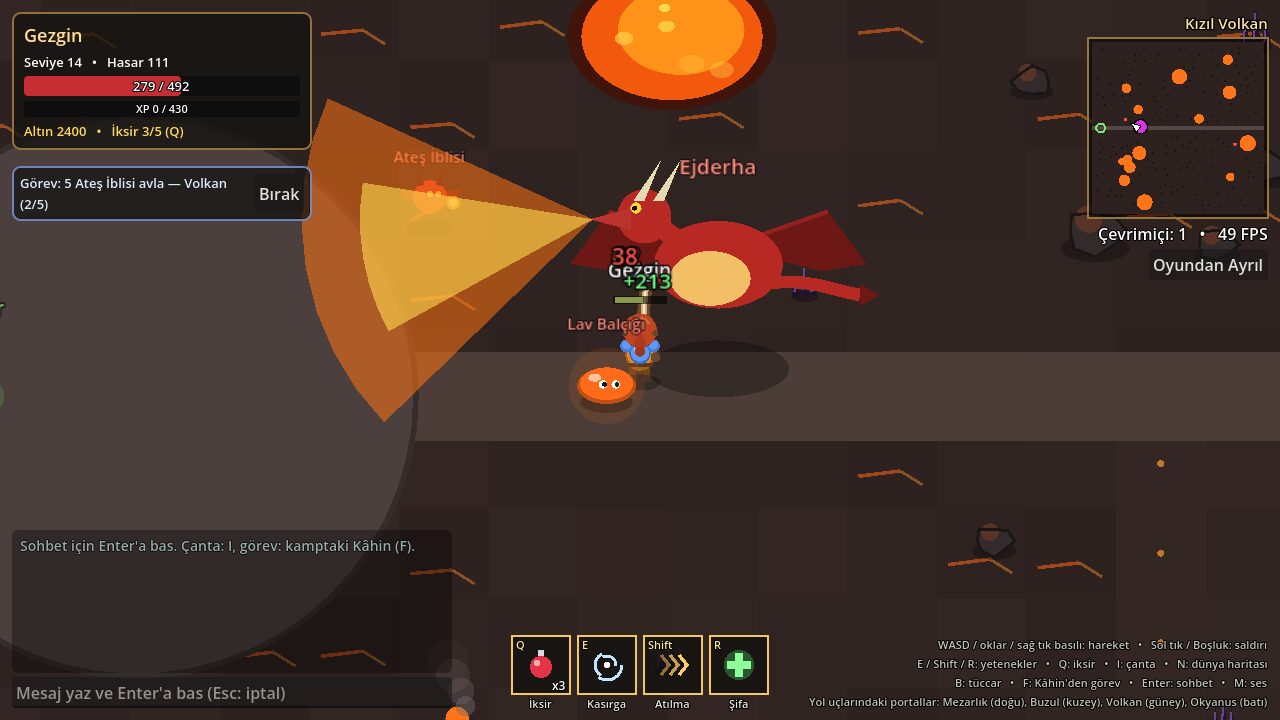 Gezgin
Seviye 14 • Hasar 111
279 / 492
XP 0 / 430
Altın 2400 • İksir 3/5 (Q)
Görev: 5 Ateş İblisi avla — Volkan
(2/5)
Bırak
Ateş İblisi
Ejderha
38
Gezgin
+213
Lav Balçığı
Kızıl Volkan
Çevrimiçi: 1 • 49 FPS
Oyundan Ayrıl
Sohbet için Enter'a bas. Çanta: I, görev: kamptaki Kâhin (F).
Mesaj yaz ve Enter'a bas (Esc: iptal)
Q
x3
İksir
E
Kasırga
Shift
Atılma
R
Şifa
WASD / oklar / sağ tık basılı: hareket • Sol tık / Boşluk: saldırı
E / Shift / R: yetenekler • Q: iksir • I: çanta • N: dünya haritası
B: tüccar • F: Kâhin'den görev • Enter: sohbet • M: ses
Yol uçlarındaki portallar: Mezarlık (doğu), Buzul (kuzey), Volkan (güney), Okyanus (batı)